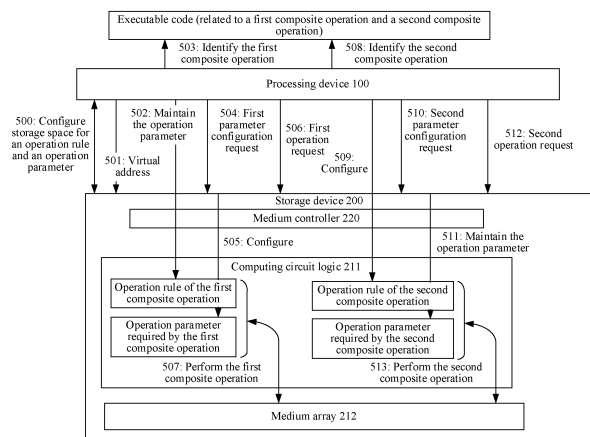 Executable code (related to a first composite operation and a second composite
operation)
503: Identify the first
composite operation
508: Identify the second
composite operation
Processing device 100
500: Configure
storage space for
an operation rule
and an operation
parameter
501: Virtual
address
502: Maintain
the operation
parameter
504: First
parameter
configuration
request
506: First
operation
request
509:
Configure
510: Second
parameter
configuration
request
512: Second
operation request
Storage device 200
Medium controller 220
505: Configure
511: Maintain the
operation parameter
Computing circuit logic 211
Operation rule of the first
composite operation
Operation parameter
required by the first
composite operation
Operation rule of the second
composite operation
Operation parameter
required by the second
composite operation
507: Perform the first
composite operation
513: Perform the second
composite operation
Medium array 212